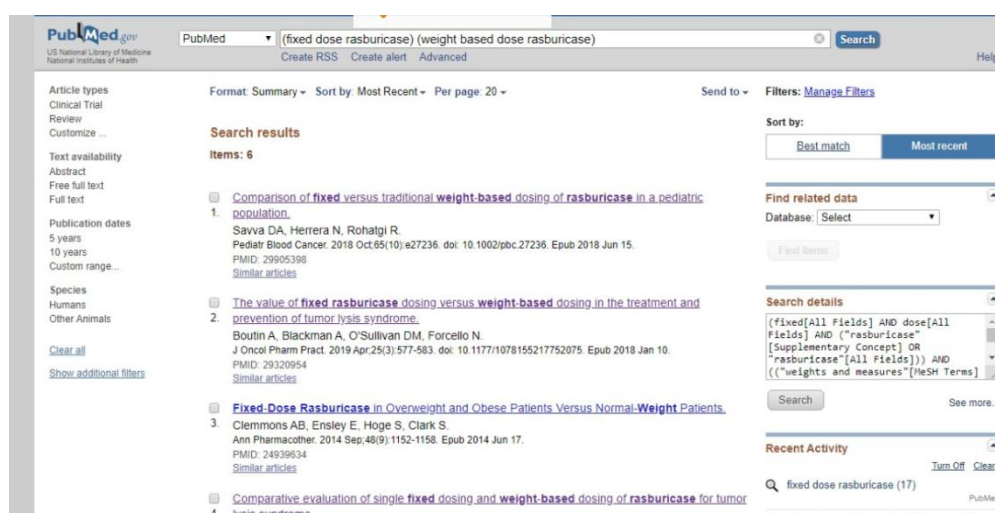 PubMed.gov
US National Library of Medicine
National Institutes of Health
PubMed
(fixed dose rasburicase) (weight based dose rasburicase)
Search
Create RSS Create alert Advanced
Help
Article types
Clinical Trial
Review
Customize ...
Text availability
Abstract
Free full text
Full text
Publication dates
5 years
10 years
Custom range...
Species
Humans
Other Animals
Clear all
Show additional filters
Format: Summary Sort by: Most Recent Per page: 20
Send to
Search results
Items: 6
Comparison of fixed versus traditional weight-based dosing of rasburicase in a pediatric
1. population.
Savva DA, Herrera N, Rohatgi R.
Pediatr Blood Cancer. 2018 Oct;65(10):e27236. doi: 10.1002/pbc.27236. Epub 2018 Jun 15.
PMID: 29905398
Similar articles
The value of fixed rasburicase dosing versus weight-based dosing in the treatment and
2. prevention of tumor lysis syndrome.
Boutin A, Blackman A, O'Sullivan DM, Forcello N.
J Oncol Pharm Pract. 2019 Apr;25(3):577-583. doi: 10.1177/1078155217752075. Epub 2018 Jan 10.
PMID: 29320954
Similar articles
Fixed-Dose Rasburicase in Overweight and Obese Patients Versus Normal-Weight Patients.
3. Clemmons AB, Ensley E, Hoge S, Clark S.
Ann Pharmacother. 2014 Sep;48(9):1152-1158. Epub 2014 Jun 17.
PMID: 24939634
Similar articles
Comparative evaluation of single fixed dosing and weight-based dosing of rasburicase for tumor
Filters: Manage Filters
Sort by:
Best match Most recent
Find related data
Database: Select
Find items
Search details
(fixed[All Fields] AND dose[All
Fields] AND ("rasburicase"
[Supplementary Concept] OR
"rasburicase"[All Fields])) AND
(("weights and measures"[MeSH Terms]
Search
See more...
Recent Activity
Turn Off Clear
fixed dose rasburicase (17)